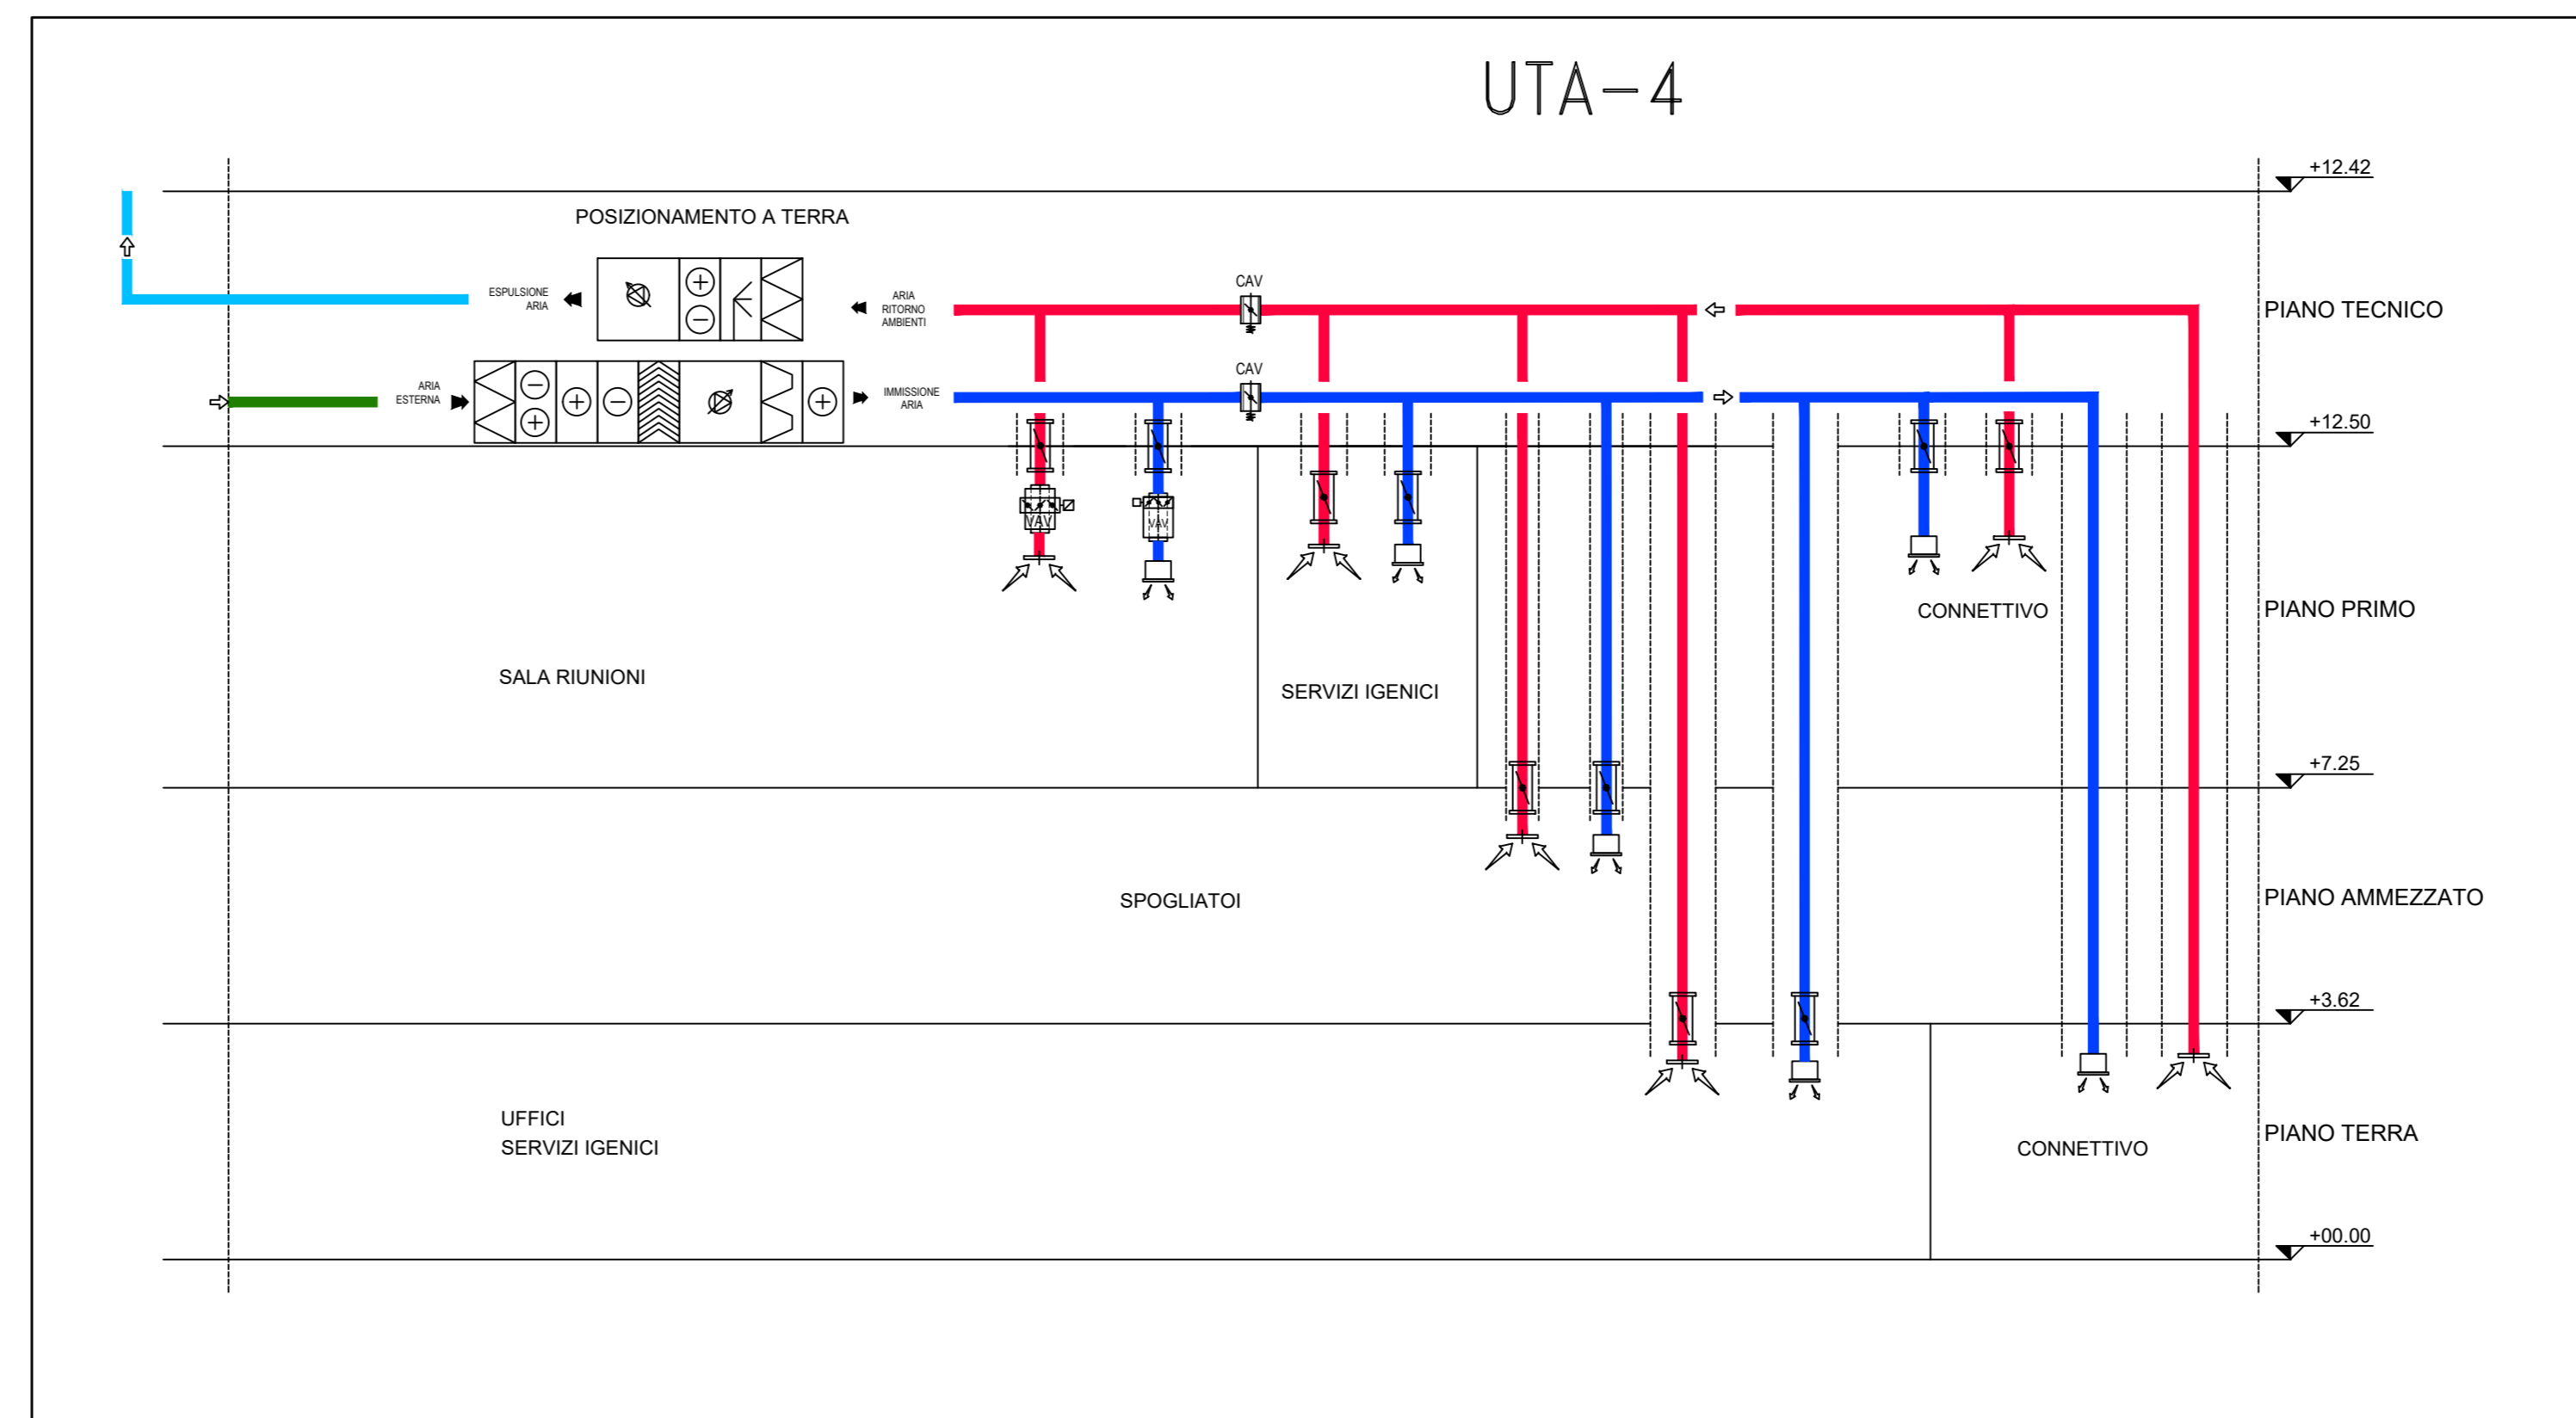 UTA-4
+12.42
POSIZIONAMENTO A TERRA
ESPULSIONE
ARIA
ARIA
RITORNO
AMBIENTI
CAV
PIANO TECNICO
ARIA
ESTERNA
IMMISSIONE
ARIA
CAV
+12.50
VAV
VAV
CONNETTIVO
PIANO PRIMO
SALA RIUNIONI
SERVIZI IGENICI
+7.25
SPOGLIATOI
PIANO AMMEZZATO
+3.62
UFFICI
SERVIZI IGENICI
CONNETTIVO
PIANO TERRA
+00.00